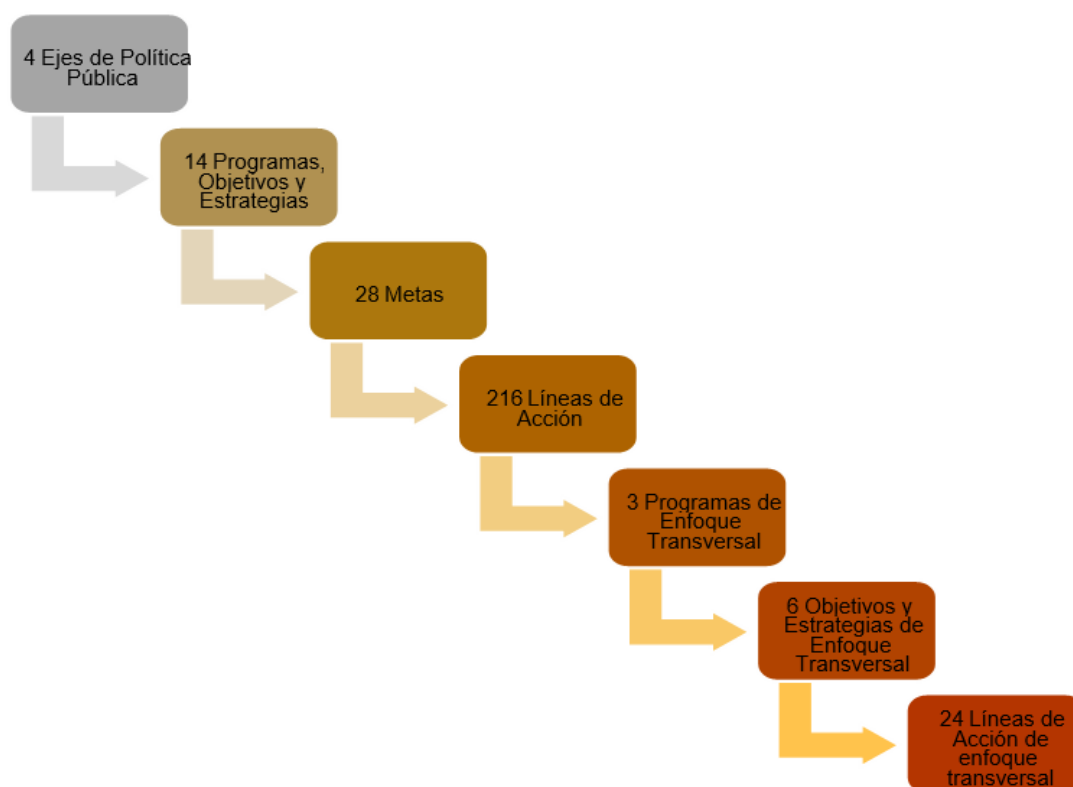 4 Ejes de Política
Pública
14 Programas,
Objetivos y
Estrategias
28 Metas
216 Líneas de
Acción
3 Programas de
Enfoque
Transversal
6 Objetivos y
Estrategias de
Enfoque
Transversal
24 Líneas de
Acción de
enfoque
transversal